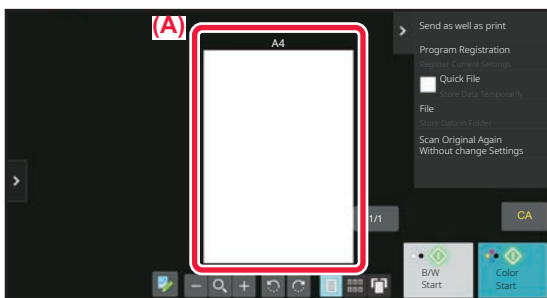 (A)
A4
Send as well as print
Program Registration
Register Current Settings
Quick File
Store Data Temporarily
File
Store Data in Folder
Scan Original Again
Without change Settings
1/1
CA
B/W
Start
Color
Start